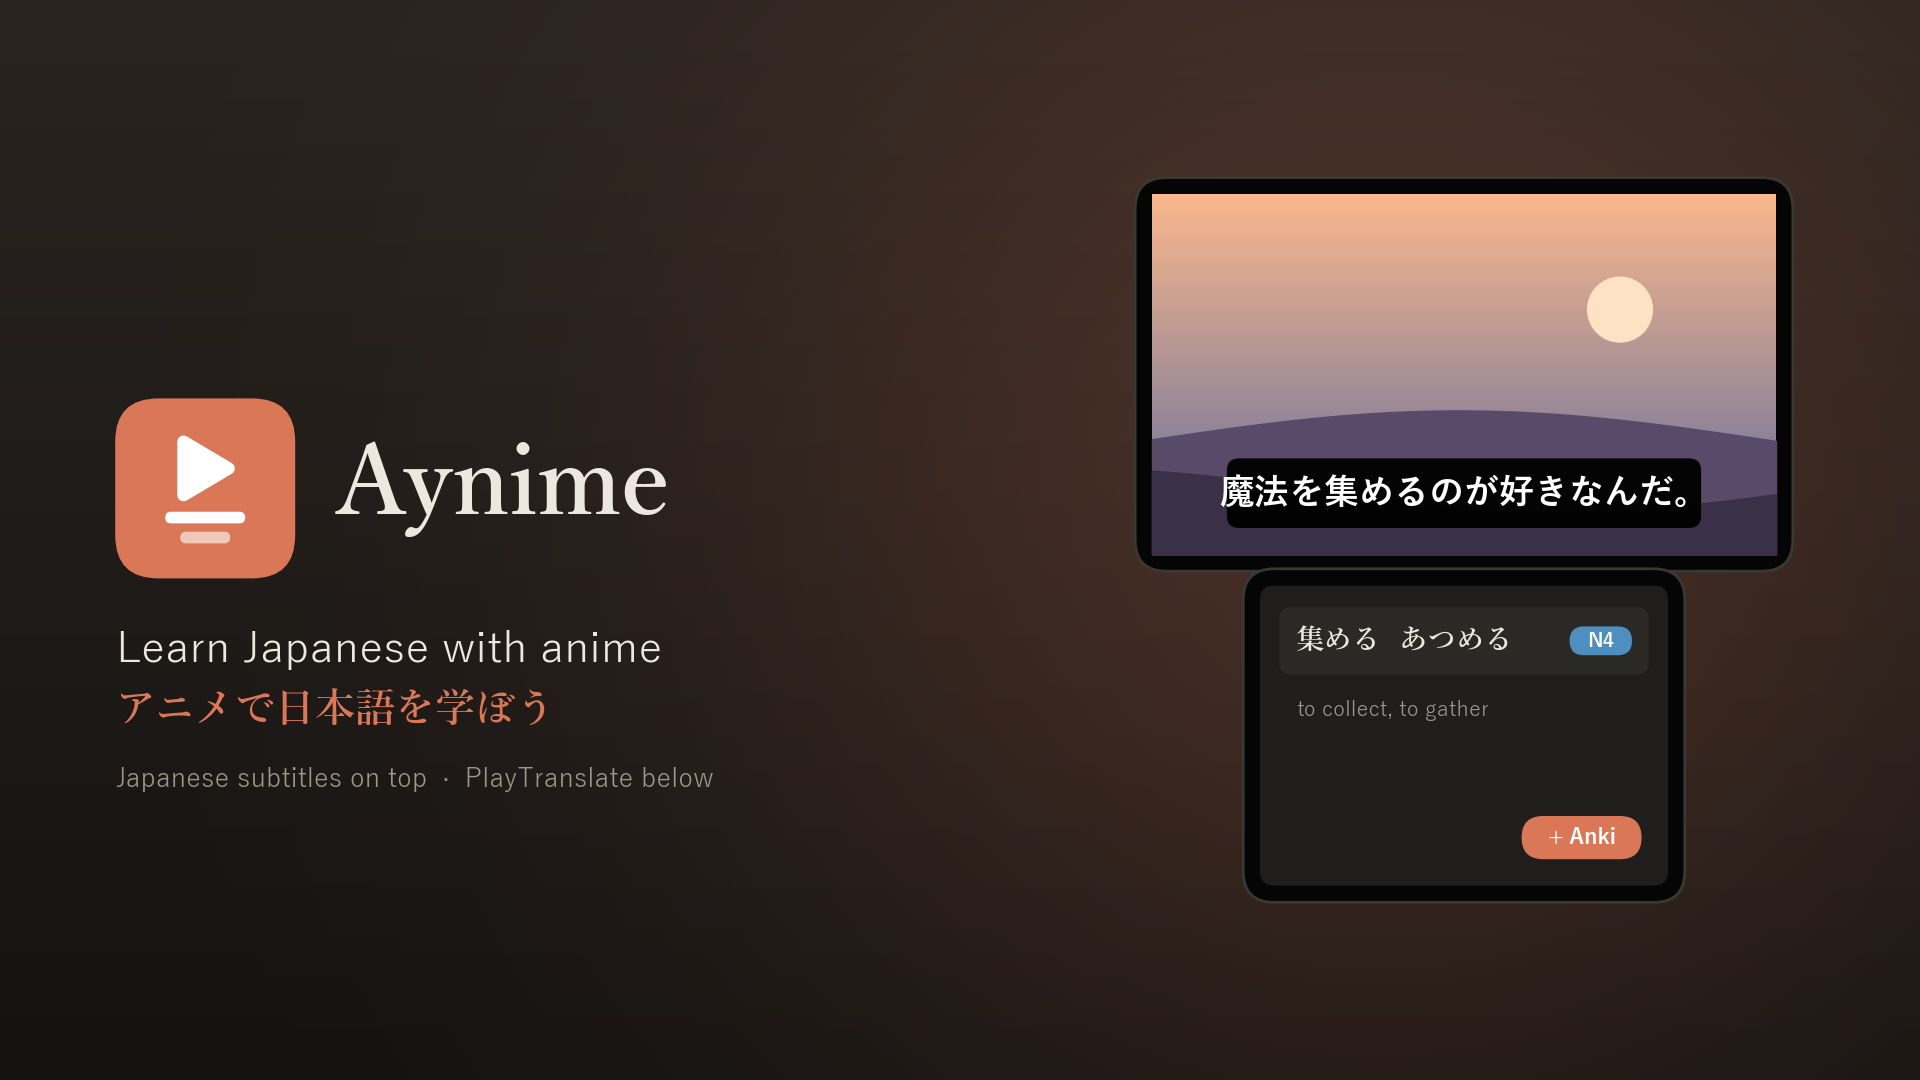 Aynime
Learn Japanese with anime
アニメで日本語を学ぼう
Japanese subtitles on top · PlayTranslate below
魔法を集めるのが好きなんだ。
集める あつめる N4
to collect, to gather
+ Anki